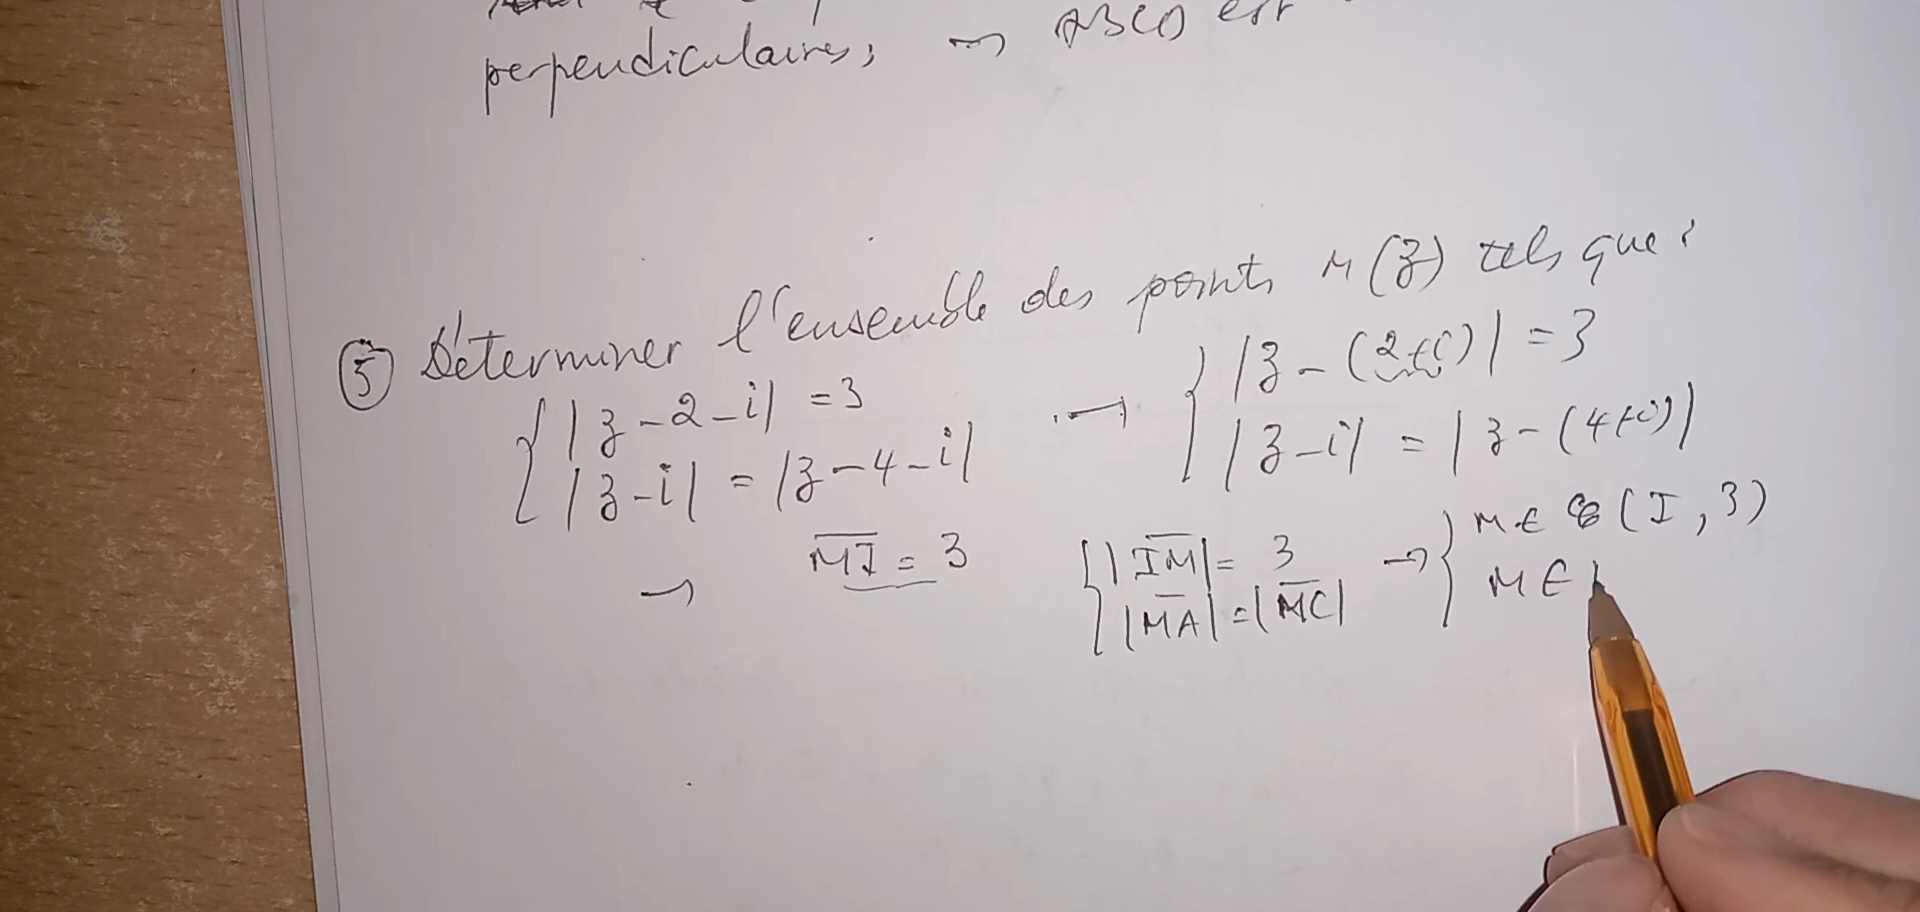 perpendiculaires, → ABCD est
⑤ Déterminer l'ensemble des points M(z) tels que :
{ |z-2-i| = 3 → { |z-(2+i)| = 3
|z-i| = |z-4-i| |z-i| = |z-(4+i)|
→ MI = 3 { |IM| = 3 → { M ∈ C(I, 3)
|MA| = |MC| M ∈